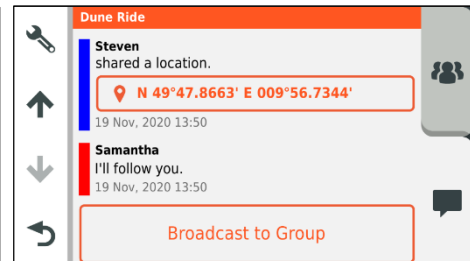 Dune Ride
Steven
shared a location.
N 49°47.8663' E 009°56.7344'
19 Nov, 2020 13:50
Samantha
I'll follow you.
19 Nov, 2020 13:50
Broadcast to Group